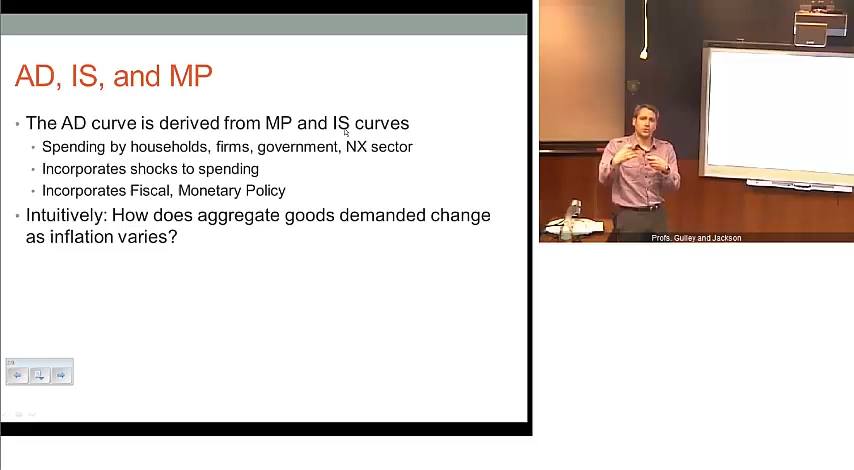 AD, IS, and MP
• The AD curve is derived from MP and IS curves
• Spending by households, firms, government, NX sector
• Incorporates shocks to spending
• Incorporates Fiscal, Monetary Policy
• Intuitively: How does aggregate goods demanded change
as inflation varies?
Profs. Gulley and Jackson